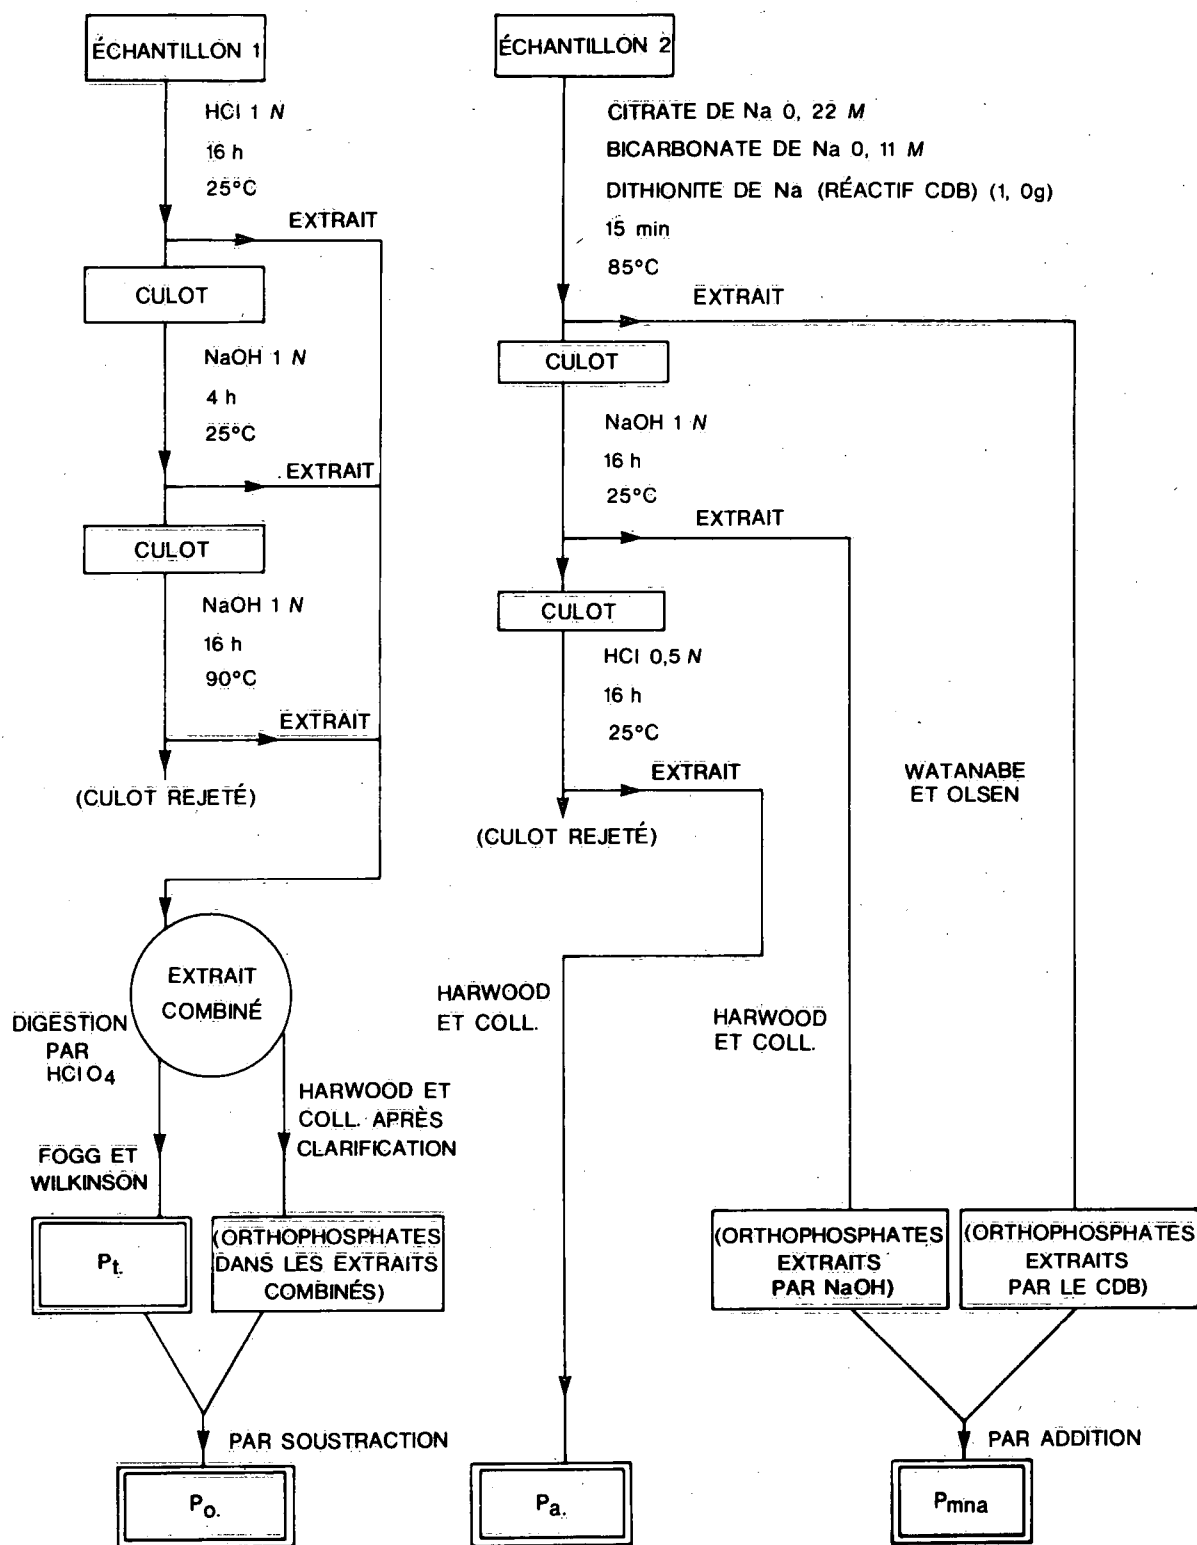 ÉCHANTILLON 1
HCl 1 N
16 h
25°C
EXTRAIT
CULOT
NaOH 1 N
4 h
25°C
EXTRAIT
CULOT
NaOH 1 N
16 h
90°C
EXTRAIT
(CULOT REJETÉ)
EXTRAIT
COMBINÉ
DIGESTION
PAR
HClO4
HARWOOD ET
COLL. APRÈS
CLARIFICATION
FOGG ET
WILKINSON
Pt.
(ORTHOPHOSPHATES
DANS LES EXTRAITS
COMBINÉS)
PAR SOUSTRACTION
Po.
ÉCHANTILLON 2
CITRATE DE Na 0, 22 M
BICARBONATE DE Na 0, 11 M
DITHIONITE DE Na (RÉACTIF CDB) (1, 0g)
15 min
85°C
EXTRAIT
CULOT
NaOH 1 N
16 h
25°C
EXTRAIT
CULOT
HCl 0,5 N
16 h
25°C
EXTRAIT
(CULOT REJETÉ)
HARWOOD
ET COLL.
Pa.
HARWOOD
ET COLL.
WATANABE
ET OLSEN
(ORTHOPHOSPHATES
EXTRAITS
PAR NaOH)
(ORTHOPHOSPHATES
EXTRAITS
PAR LE CDB)
PAR ADDITION
Pmna